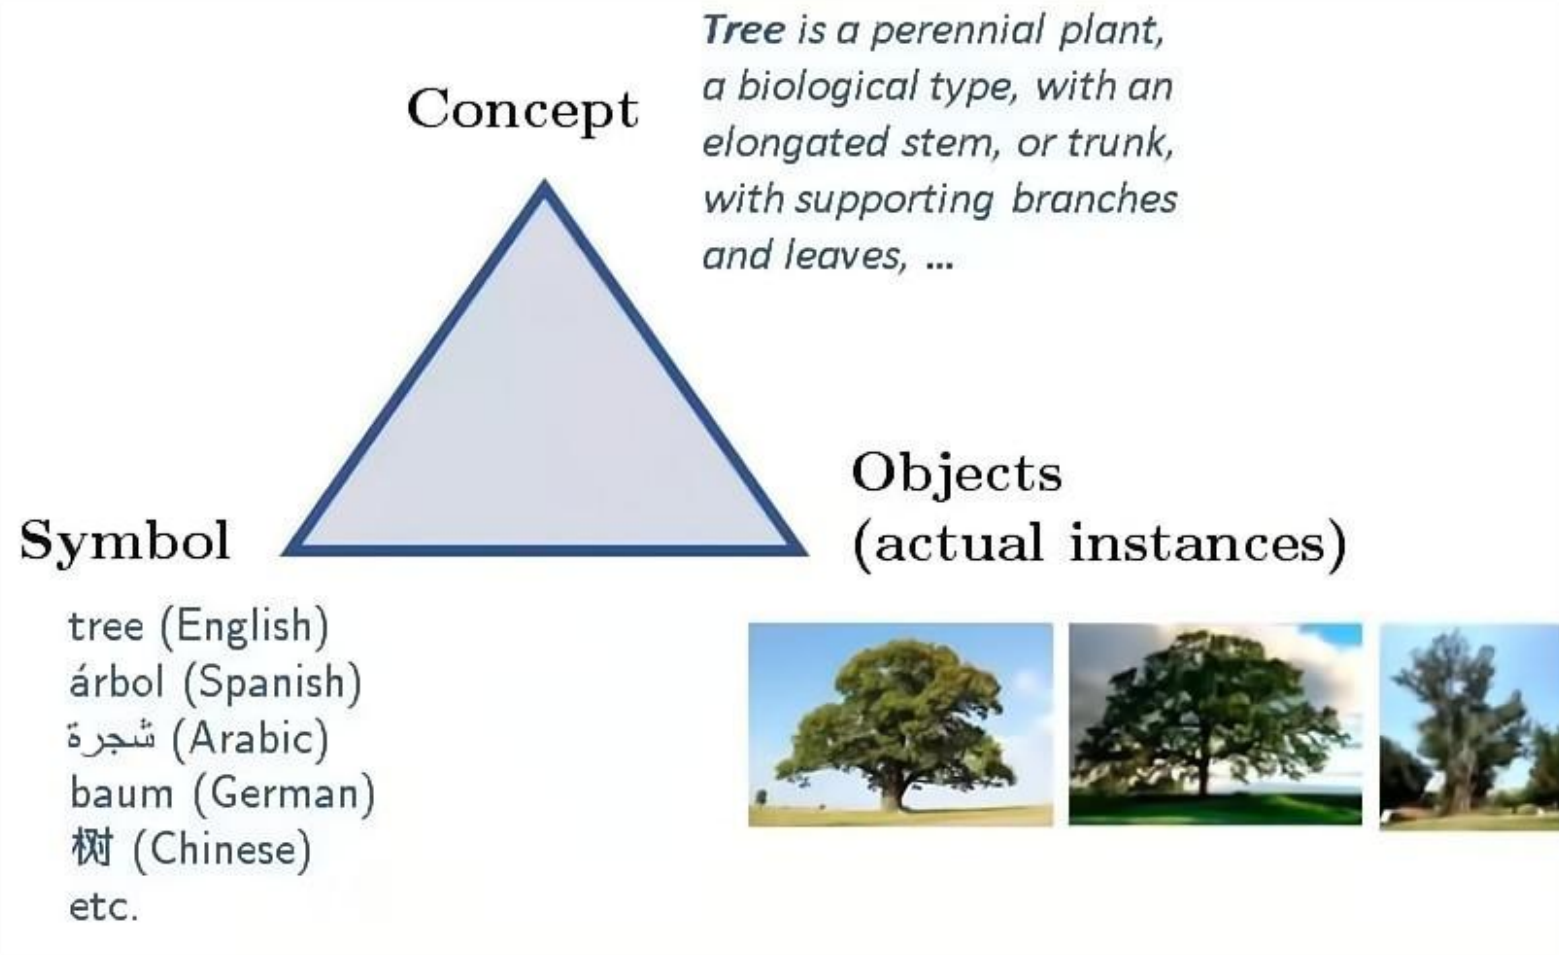 Concept
Tree is a perennial plant,
a biological type, with an
elongated stem, or trunk,
with supporting branches
and leaves, ...
Symbol
tree (English)
árbol (Spanish)
شجرة (Arabic)
baum (German)
树 (Chinese)
etc.
Objects
(actual instances)